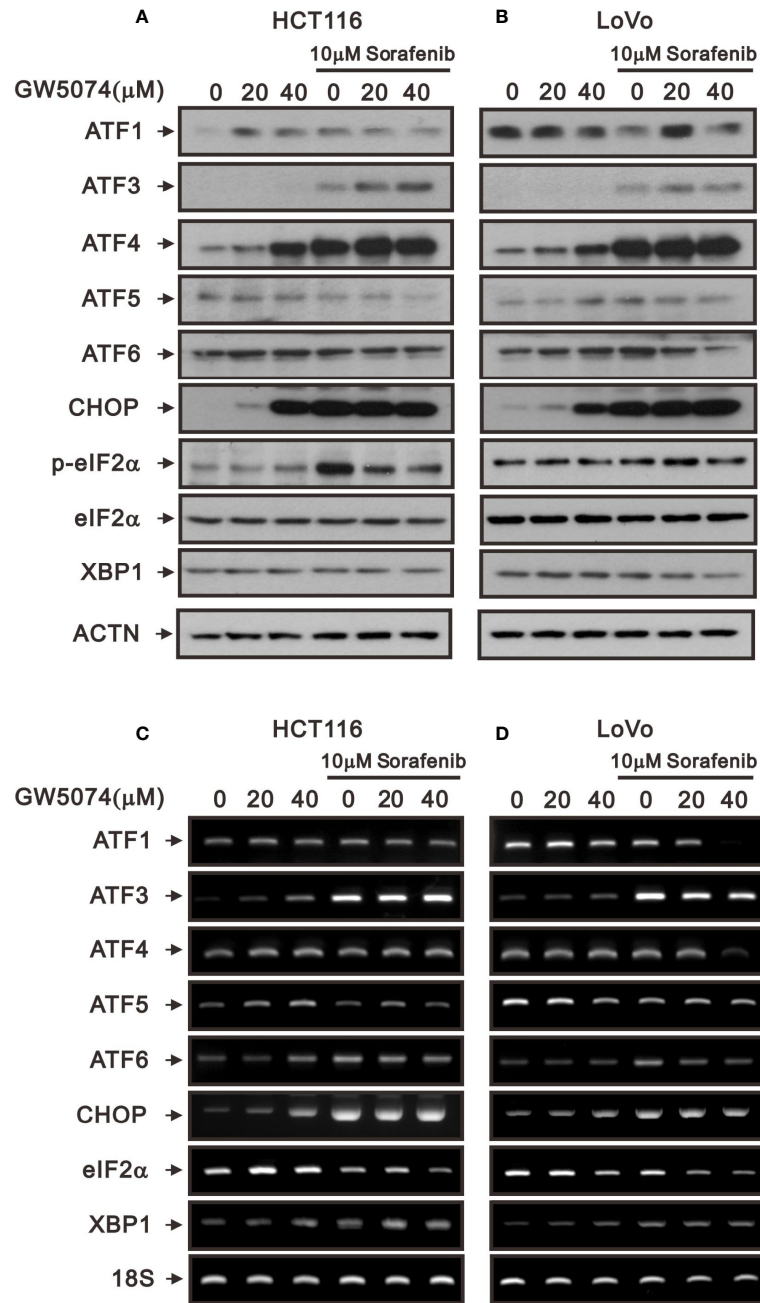 A HCT116 B LoVo
10μM Sorafenib 10μM Sorafenib
GW5074(μM) 0 20 40 0 20 40 0 20 40 0 20 40
ATF1
ATF3
ATF4
ATF5
ATF6
CHOP
p-eIF2α
eIF2α
XBP1
ACTN
C HCT116 D LoVo
10μM Sorafenib 10μM Sorafenib
GW5074(μM) 0 20 40 0 20 40 0 20 40 0 20 40
ATF1
ATF3
ATF4
ATF5
ATF6
CHOP
eIF2α
XBP1
18S